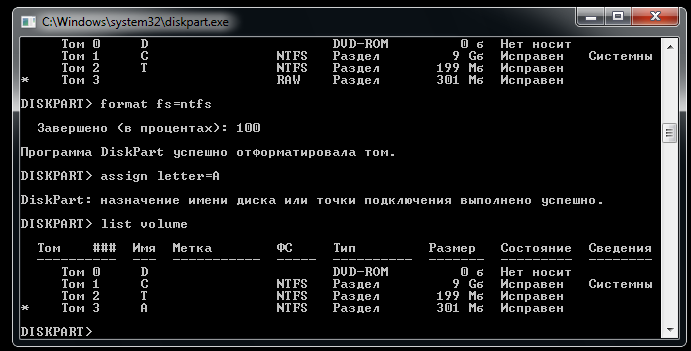 C:\Windows\system32\diskpart.exe
Том 0 D DVD-ROM 0 б Нет носит
Том 1 C NTFS Раздел 9 Gб Исправен Системны
Том 2 T NTFS Раздел 199 Mб Исправен
* Том 3 RAW Раздел 301 Mб Исправен
DISKPART> format fs=ntfs
Завершено (в процентах): 100
Программа DiskPart успешно отформатировала том.
DISKPART> assign letter=A
DiskPart: назначение имени диска или точки подключения выполнено успешно.
DISKPART> list volume
Том ### Имя Метка ФС Тип Размер Состояние Сведения
Том 0 D DVD-ROM 0 б Нет носит
Том 1 C NTFS Раздел 9 Gб Исправен Системны
Том 2 T NTFS Раздел 199 Mб Исправен
* Том 3 A NTFS Раздел 301 Mб Исправен
DISKPART>